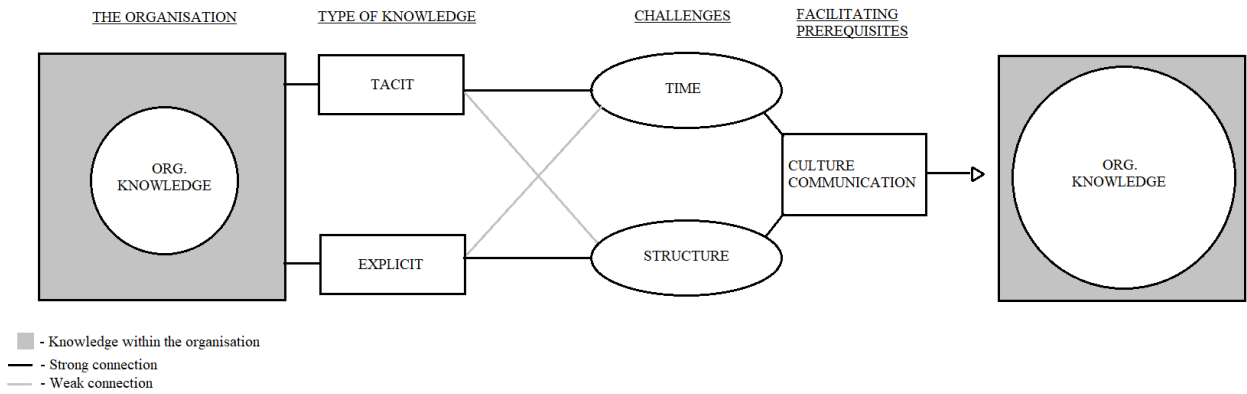 THE ORGANISATION
TYPE OF KNOWLEDGE
CHALLENGES
FACILITATING
PREREQUISITES
ORG.
KNOWLEDGE
TACIT
EXPLICIT
TIME
STRUCTURE
CULTURE
COMMUNICATION
ORG.
KNOWLEDGE
- Knowledge within the organisation
- Strong connection
- Weak connection